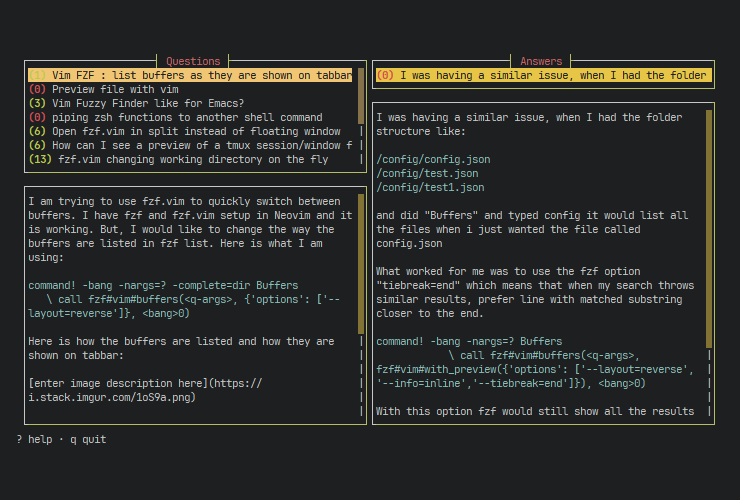 Questions
(1) Vim FZF : list buffers as they are shown on tabbar
(0) Preview file with vim
(3) Vim Fuzzy Finder like for Emacs?
(0) piping zsh functions to another shell command
(6) Open fzf.vim in split instead of floating window
(6) How can I see a preview of a tmux session/window f
(13) fzf.vim changing working directory on the fly
I am trying to use fzf.vim to quickly switch between
buffers. I have fzf and fzf.vim setup in Neovim and it
is working. But, I would like to change the way the
buffers are listed in fzf list. Here is what I am
using:
command! -bang -nargs=? -complete=dir Buffers
\ call fzf#vim#buffers(<q-args>, {'options': ['--
layout=reverse']}, <bang>0)
Here is how the buffers are listed and how they are
shown on tabbar:
[enter image description here](https://
i.stack.imgur.com/1oS9a.png)
Answers
(0) I was having a similar issue, when I had the folder
I was having a similar issue, when I had the folder
structure like:
/config/config.json
/config/test.json
/config/test1.json
and did "Buffers" and typed config it would list all
the files when i just wanted the file called
config.json
What worked for me was to use the fzf option
"tiebreak=end" which means that when my search throws
similar results, prefer line with matched substring
closer to the end.
command! -bang -nargs=? Buffers
\ call fzf#vim#buffers(<q-args>,
fzf#vim#with_preview({'options': ['--layout=reverse',
'--info=inline','--tiebreak=end']}), <bang>0)
With this option fzf would still show all the results
? help · q quit